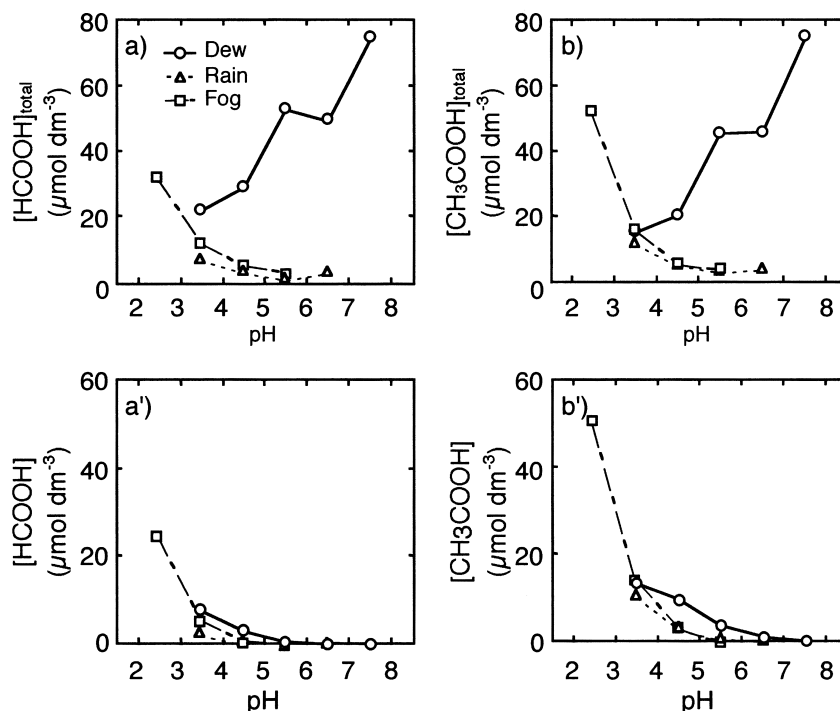 a)
Dew
Rain
Fog
[HCOOH]total
(μmol dm-3)
80
60
40
20
0
2 3 4 5 6 7 8
pH
b)
[CH3COOH]total
(μmol dm-3)
80
60
40
20
0
2 3 4 5 6 7 8
pH
a')
[HCOOH]
(μmol dm-3)
60
40
20
0
2 3 4 5 6 7 8
pH
b')
[CH3COOH]
(μmol dm-3)
60
40
20
0
2 3 4 5 6 7 8
pH